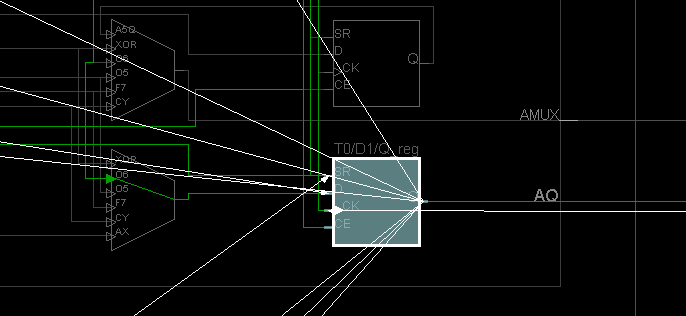 A5Q
XOR
O6
O5
F7
CY
SR
D
CK
CE
Q
AMUX
XOR
O6
O5
F7
CY
AX
T0/D1/Q_reg
SR
D
CK
CE
AQ